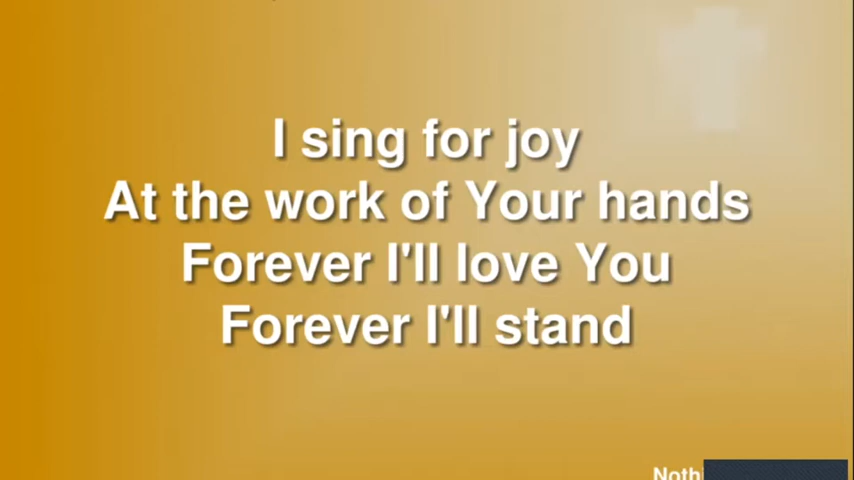 I sing for joy
At the work of Your hands
Forever I'll love You
Forever I'll stand